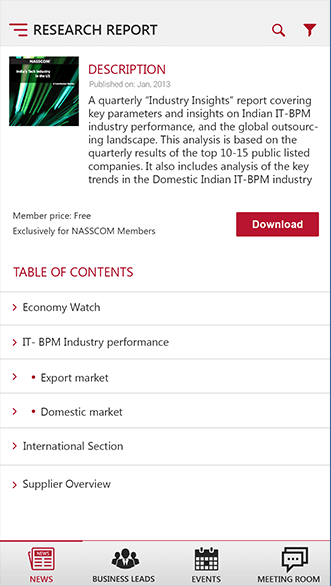 RESEARCH REPORT
NASSCOM
India's Tech Industry
in the US
DESCRIPTION
Published on: Jan, 2013
A quarterly "Industry Insights" report covering
key parameters and insights on Indian IT-BPM
industry performance, and the global outsourc-
ing landscape. This analysis is based on the
quarterly results of the top 10-15 public listed
companies. It also includes analysis of the key
trends in the Domestic Indian IT-BPM industry
Member price: Free
Exclusively for NASSCOM Members
Download
TABLE OF CONTENTS
Economy Watch
IT- BPM Industry performance
• Export market
• Domestic market
International Section
Supplier Overview
NEWS
NEWS
BUSINESS LEADS
EVENTS
MEETING ROOM